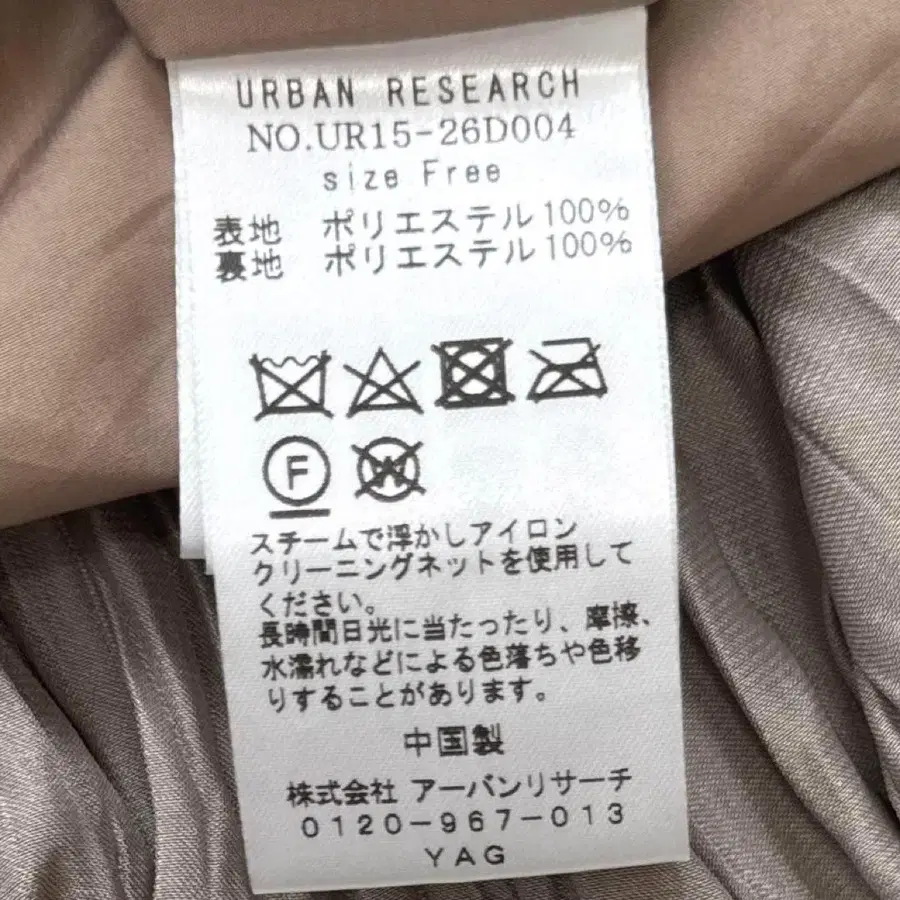 URBAN RESEARCH
NO.UR15-26D004
size Free
表地 ポリエステル100%
裏地 ポリエステル100%
F
W
スチームで浮かしアイロン
クリーニングネットを使用して
ください。
長時間日光に当たったり、摩擦、
水濡れなどによる色落ちや色移
りすることがあります。
中国製
株式会社 アーバンリサーチ
0120-967-013
YAG